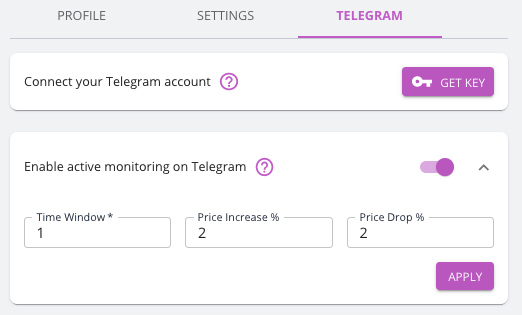 PROFILE SETTINGS TELEGRAM
Connect your Telegram account ? GET KEY
Enable active monitoring on Telegram ?
Time Window * Price Increase % Price Drop %
1 2 2
APPLY